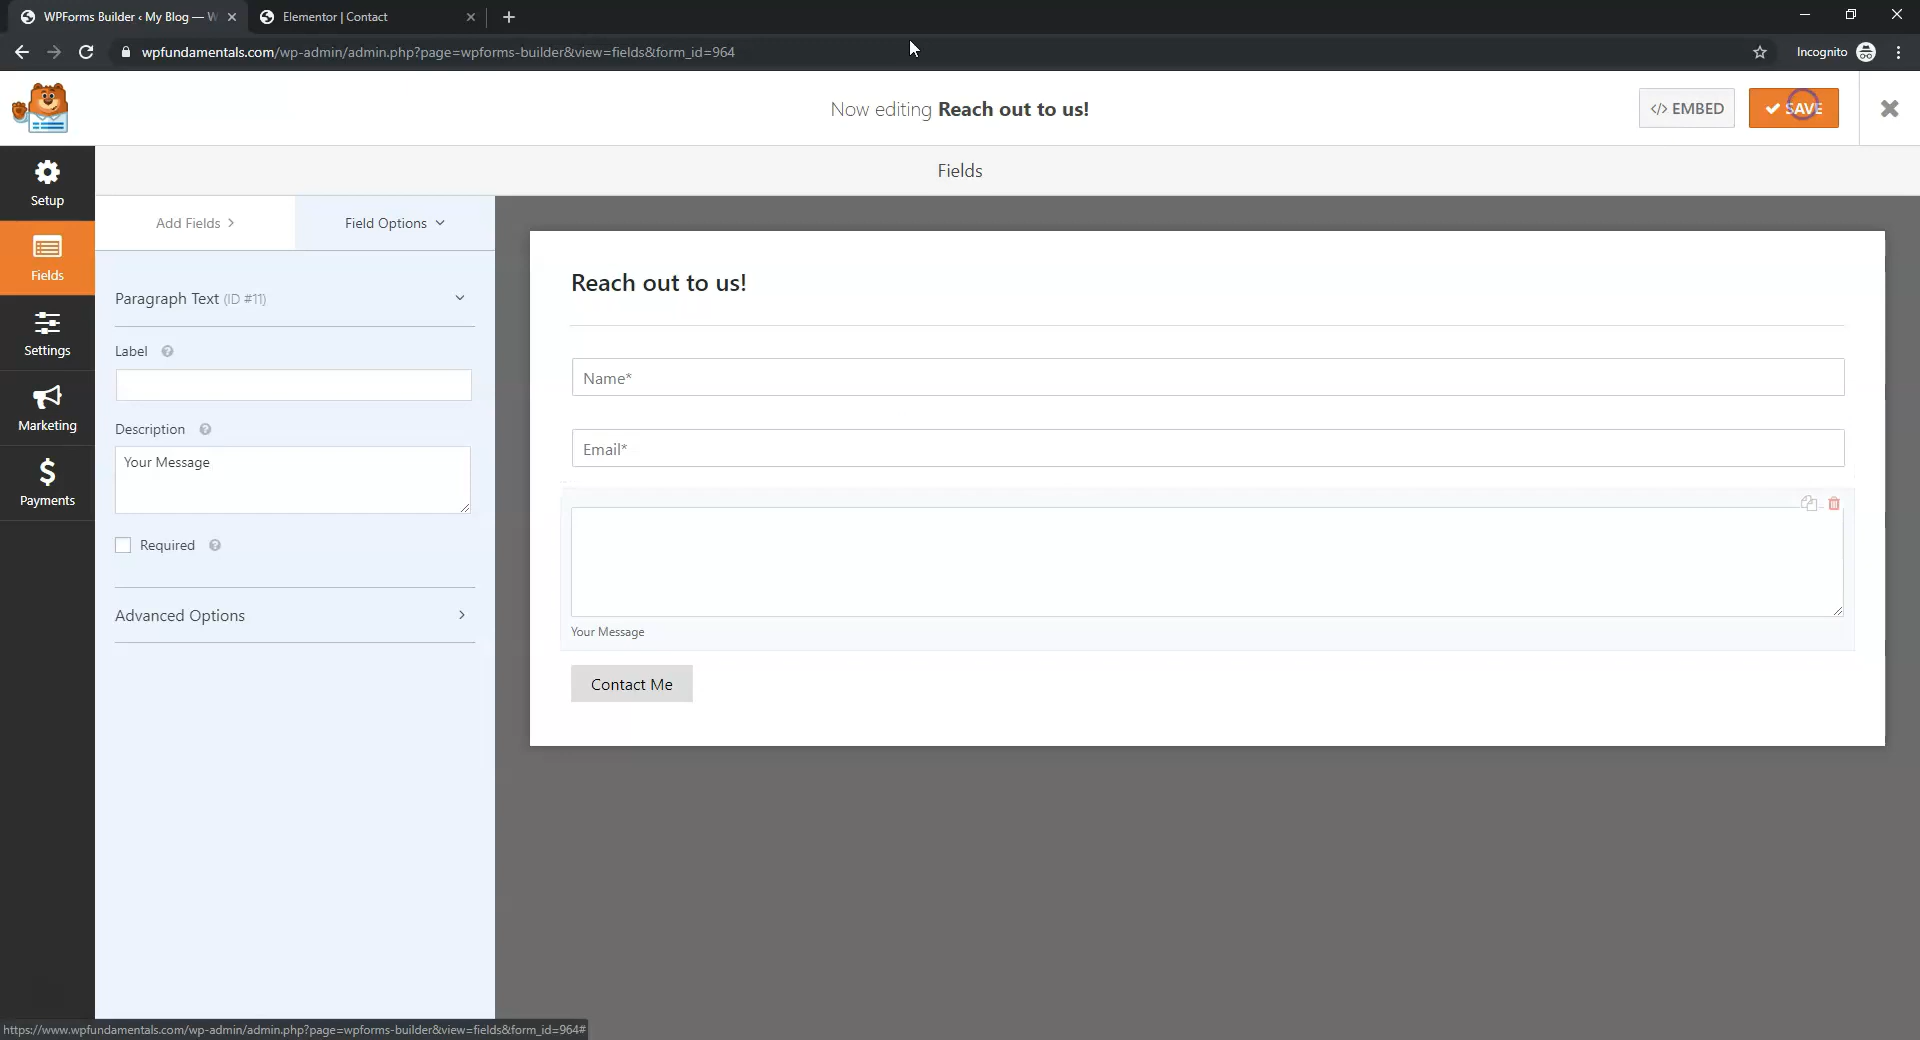 WPForms Builder ‹ My Blog — W
Elementor | Contact
wpfundamentals.com/wp-admin/admin.php?page=wpforms-builder&view=fields&form_id=964
Incognito
Now editing Reach out to us!
</> EMBED
SAVE
Setup
Fields
Settings
Marketing
Payments
Fields
Add Fields
Field Options
Paragraph Text (ID #11)
Label
Description
Your Message
Required
Advanced Options
Reach out to us!
Name*
Email*
Your Message
Contact Me
https://www.wpfundamentals.com/wp-admin/admin.php?page=wpforms-builder&view=fields&form_id=964#